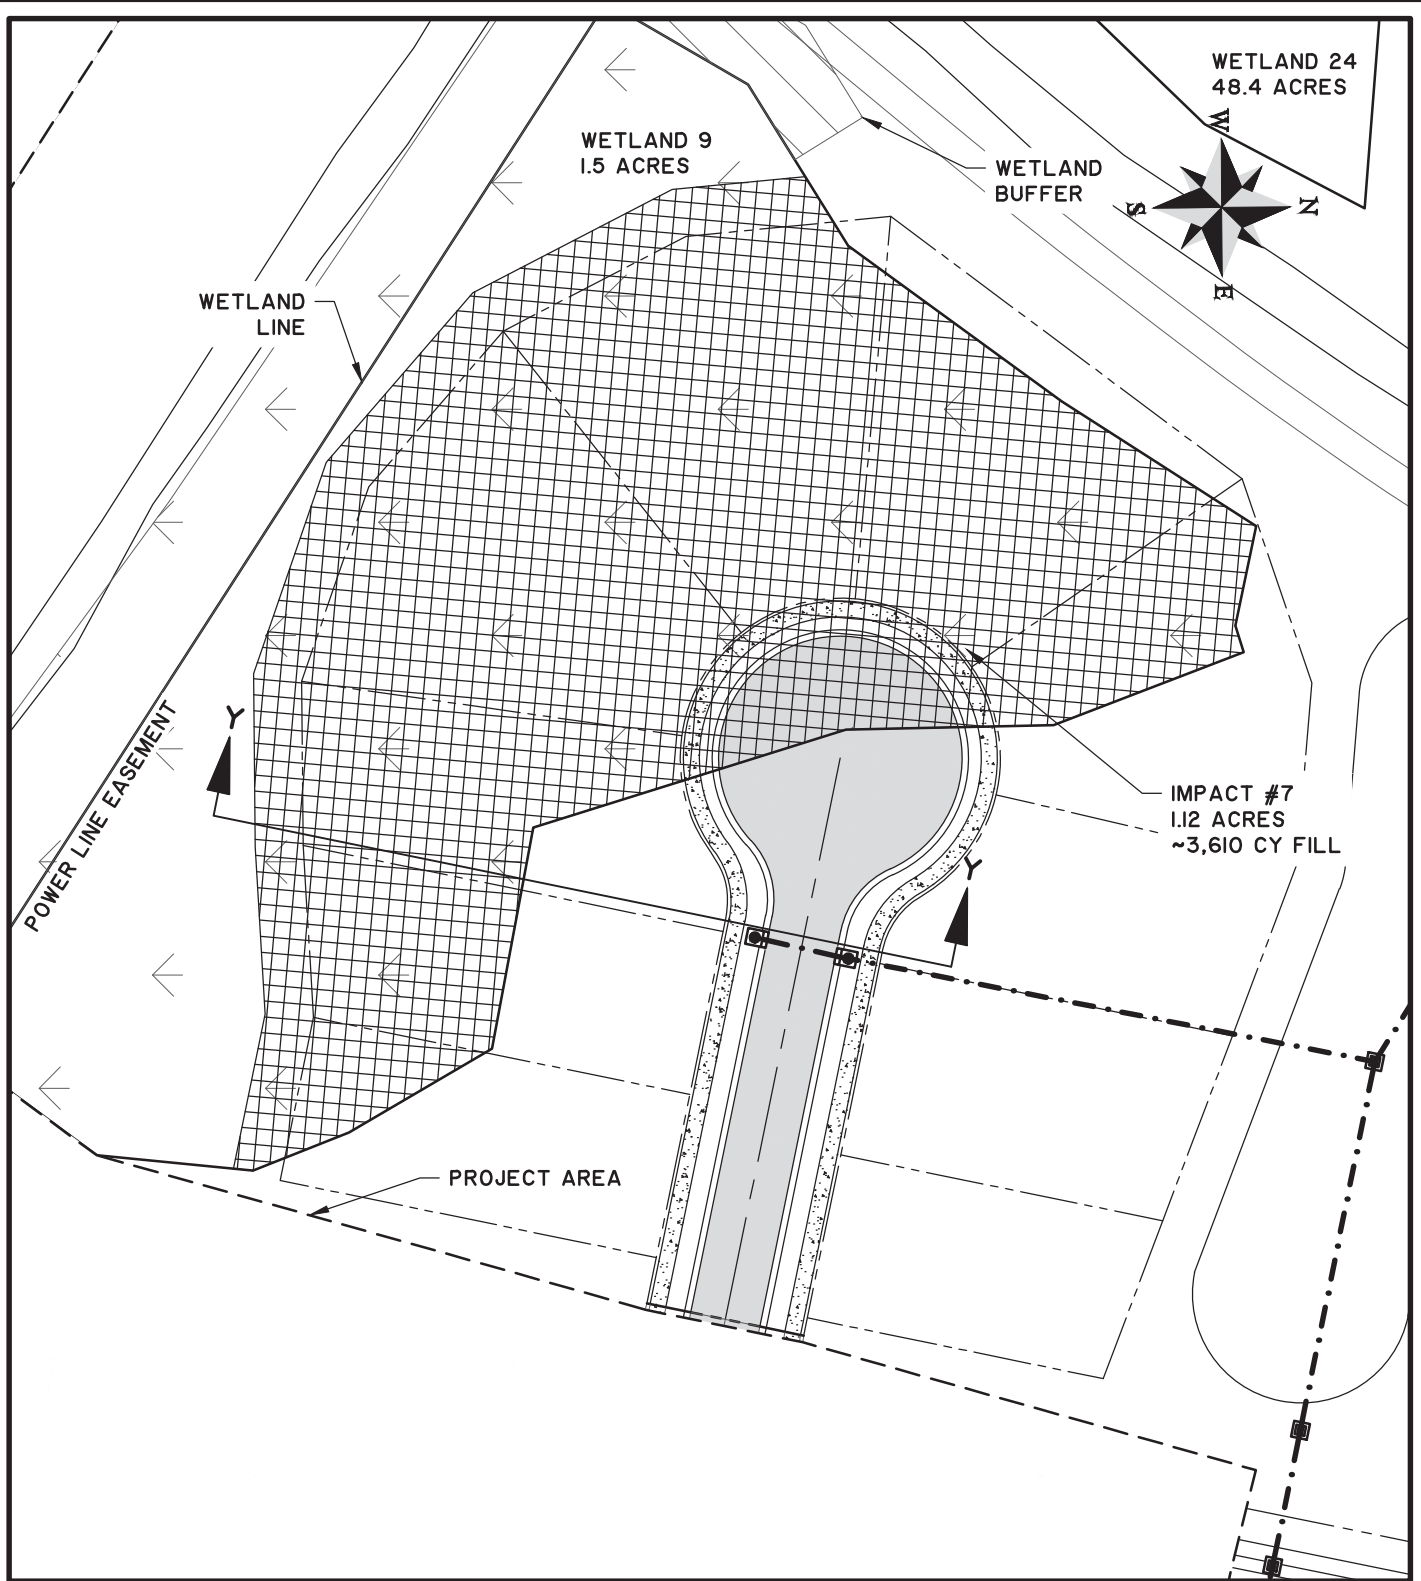 WETLAND 24
48.4 ACRES
W
N
S
E
WETLAND 9
1.5 ACRES
WETLAND
BUFFER
WETLAND
LINE
POWER LINE EASEMENT
Y
Y
IMPACT #7
1.12 ACRES
~3,610 CY FILL
PROJECT AREA